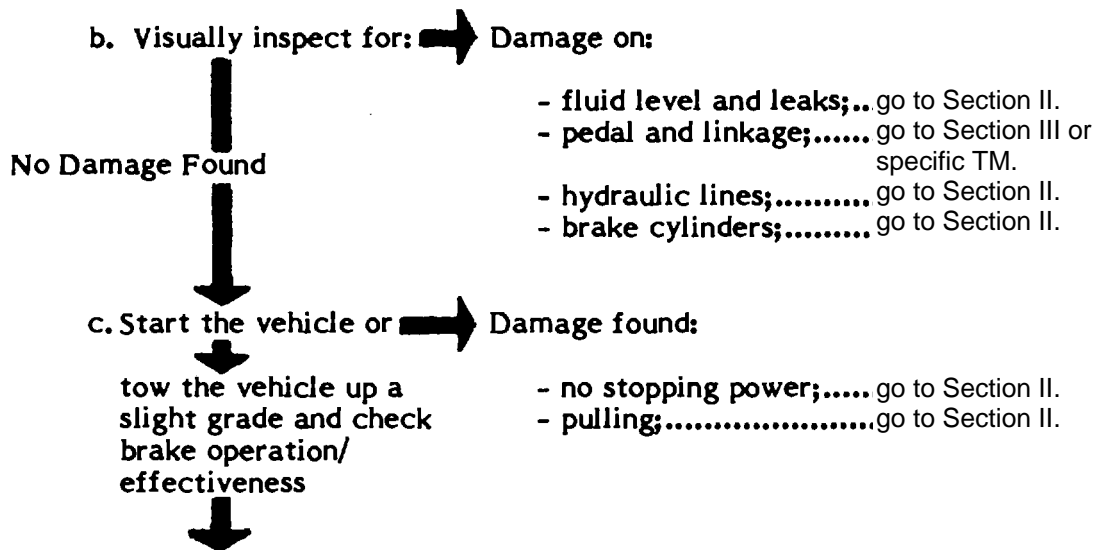 b. Visually inspect for: Damage on:
- fluid level and leaks;.. go to Section II.
- pedal and linkage;...... go to Section III or
specific TM.
No Damage Found
- hydraulic lines;.......... go to Section II.
- brake cylinders;......... go to Section II.
c. Start the vehicle or Damage found:
tow the vehicle up a
slight grade and check
brake operation/
effectiveness
- no stopping power;..... go to Section II.
- pulling;...................... go to Section II.